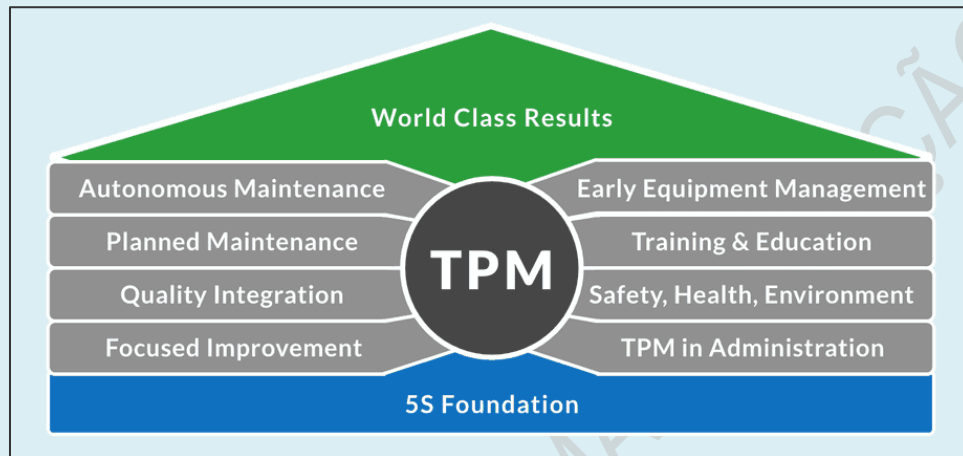 World Class Results
Autonomous Maintenance
Early Equipment Management
Planned Maintenance
Training & Education
TPM
Quality Integration
Safety, Health, Environment
Focused Improvement
TPM in Administration
5S Foundation